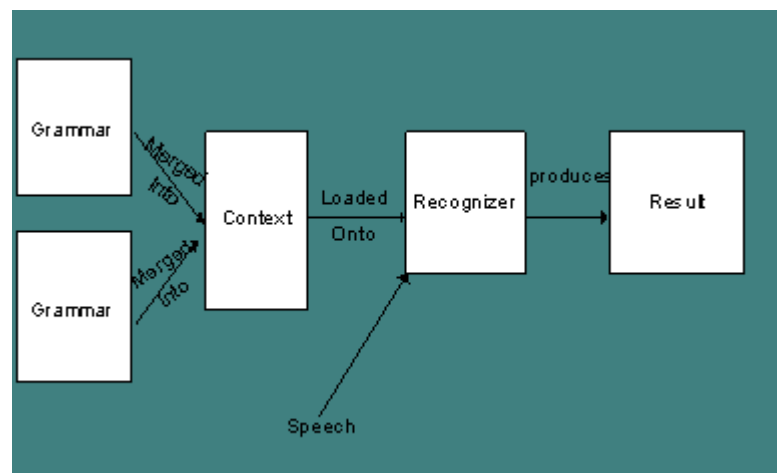 Grammar
Merged
Into
Grammar
Merged
Into
Context
Loaded
Onto
Recognizer
produces
Result
Speech